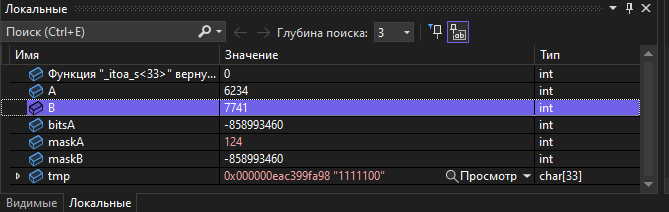 Локальные
Поиск (Ctrl+E) Глубина поиска: 3
Имя Значение Тип
Функция "_itoa_s<33>" верну... 0 int
A 6234 int
B 7741 int
bitsA -858993460 int
maskA 124 int
maskB -858993460 int
tmp 0x000000eac399fa98 "1111100" Просмотр char[33]
Видимые Локальные